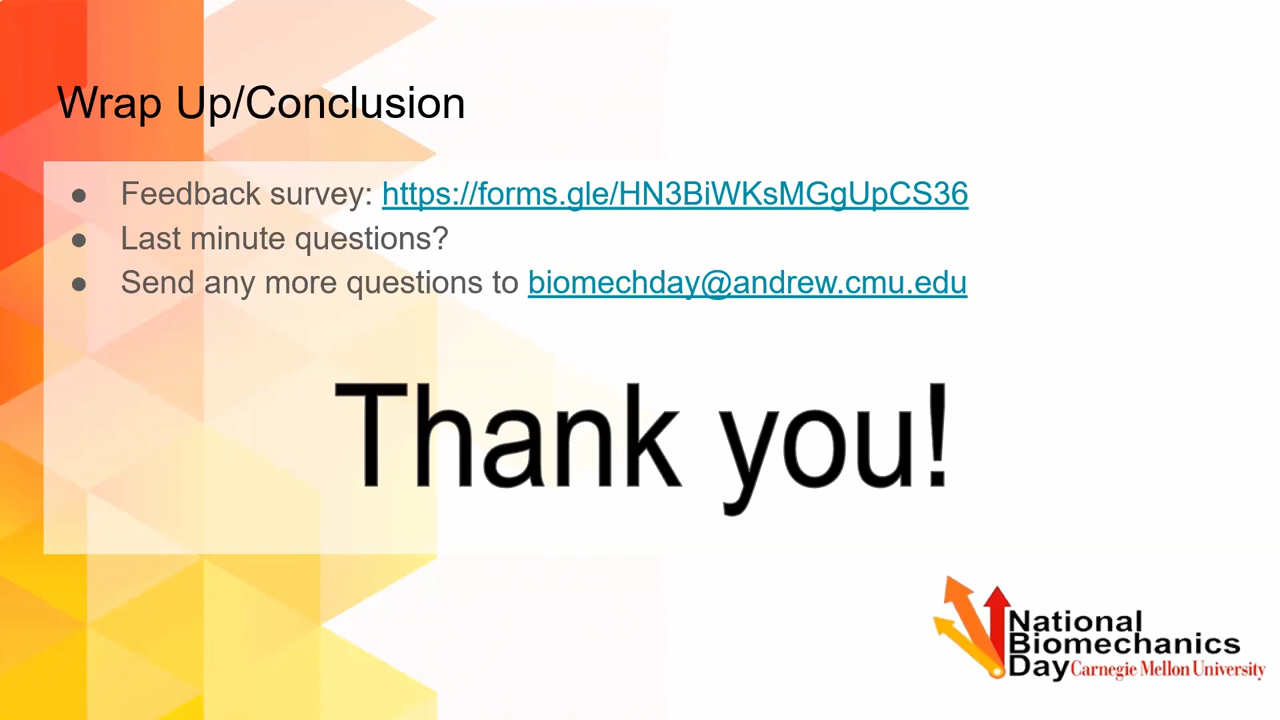 Wrap Up/Conclusion
● Feedback survey: https://forms.gle/HN3BiWKsMGgUpCS36
● Last minute questions?
● Send any more questions to biomechday@andrew.cmu.edu
Thank you!
National
Biomechanics
Day Carnegie Mellon University